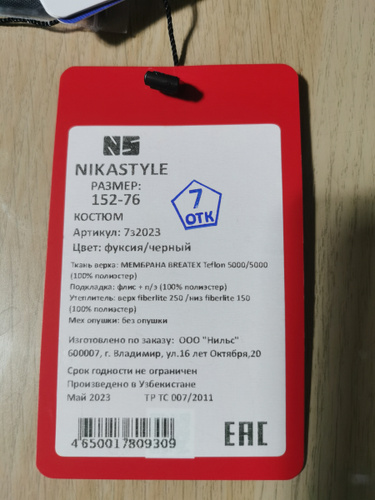 NS
NIKASTYLE
РАЗМЕР:
152-76
КОСТЮМ
Артикул: 7з2023
Цвет: фуксия/черный
7
ОТК
Ткань верха: МЕМБРАНА BREATEX Teflon 5000/5000
(100% полиэстер)
Подкладка: флис + п/э (100% полиэстер)
Утеплитель: верх fiberlite 250 /низ fiberlite 150
(100% полиэстер)
Мех опушки: без опушки
Изготовлено по заказу: ООО "Нильс"
600007, г. Владимир, ул.16 лет Октября,20
Срок годности не ограничен
Произведено в Узбекистане
Май 2023 ТР ТС 007/2011
4650017809309
EAC